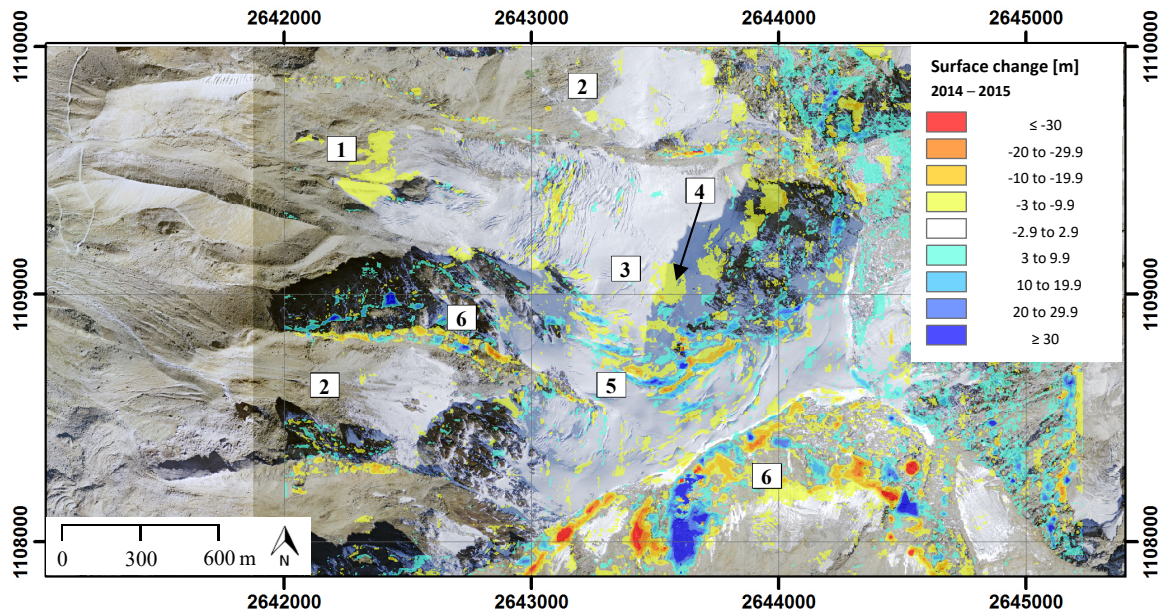 2642000 2643000 2644000 2645000
1110000
1110000
Surface change [m]
2014 – 2015
≤ -30
-20 to -29.9
-10 to -19.9
-3 to -9.9
-2.9 to 2.9
3 to 9.9
10 to 19.9
20 to 29.9
≥ 30
2
1
4
3
1109000
1109000
6
2
5
6
1108000
1108000
0 300 600 m
N
2642000 2643000 2644000 2645000